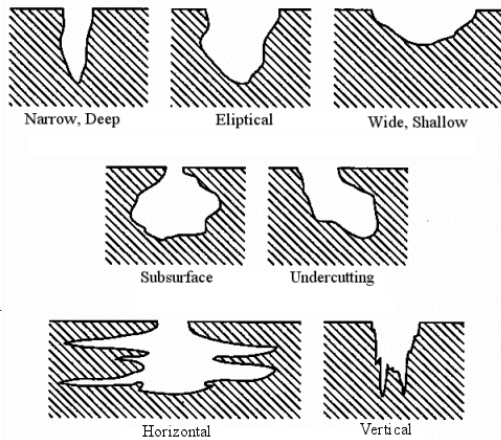 Narrow, Deep
Eliptical
Wide, Shallow
Subsurface
Undercutting
Horizontal
Vertical